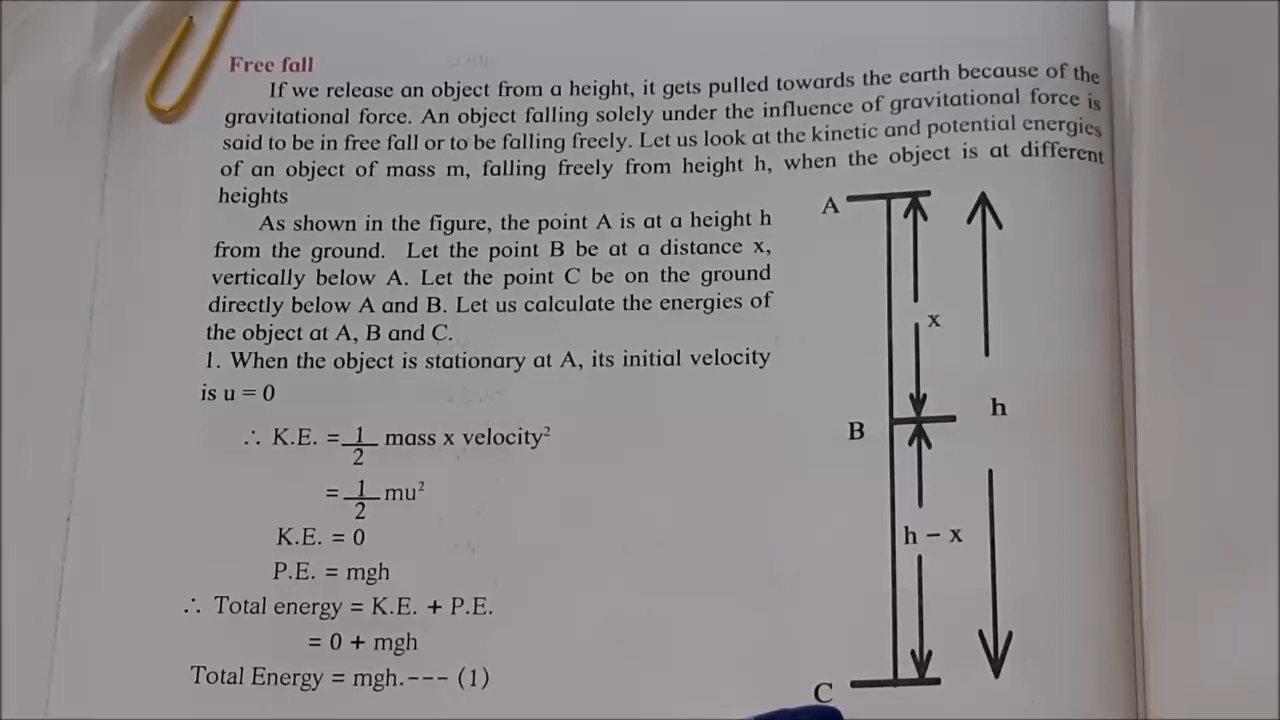 Free fall
If we release an object from a height, it gets pulled towards the earth because of the
gravitational force. An object falling solely under the influence of gravitational force is
said to be in free fall or to be falling freely. Let us look at the kinetic and potential energies
of an object of mass m, falling freely from height h, when the object is at different
heights
As shown in the figure, the point A is at a height h
from the ground. Let the point B be at a distance x,
vertically below A. Let the point C be on the ground
directly below A and B. Let us calculate the energies of
the object at A, B and C.
1. When the object is stationary at A, its initial velocity
is u = 0
∴ K.E. = 1/2 mass x velocity²
= 1/2 mu²
K.E. = 0
P.E. = mgh
∴ Total energy = K.E. + P.E.
= 0 + mgh
Total Energy = mgh.--- (1)
A
x
h
B
h – x
C